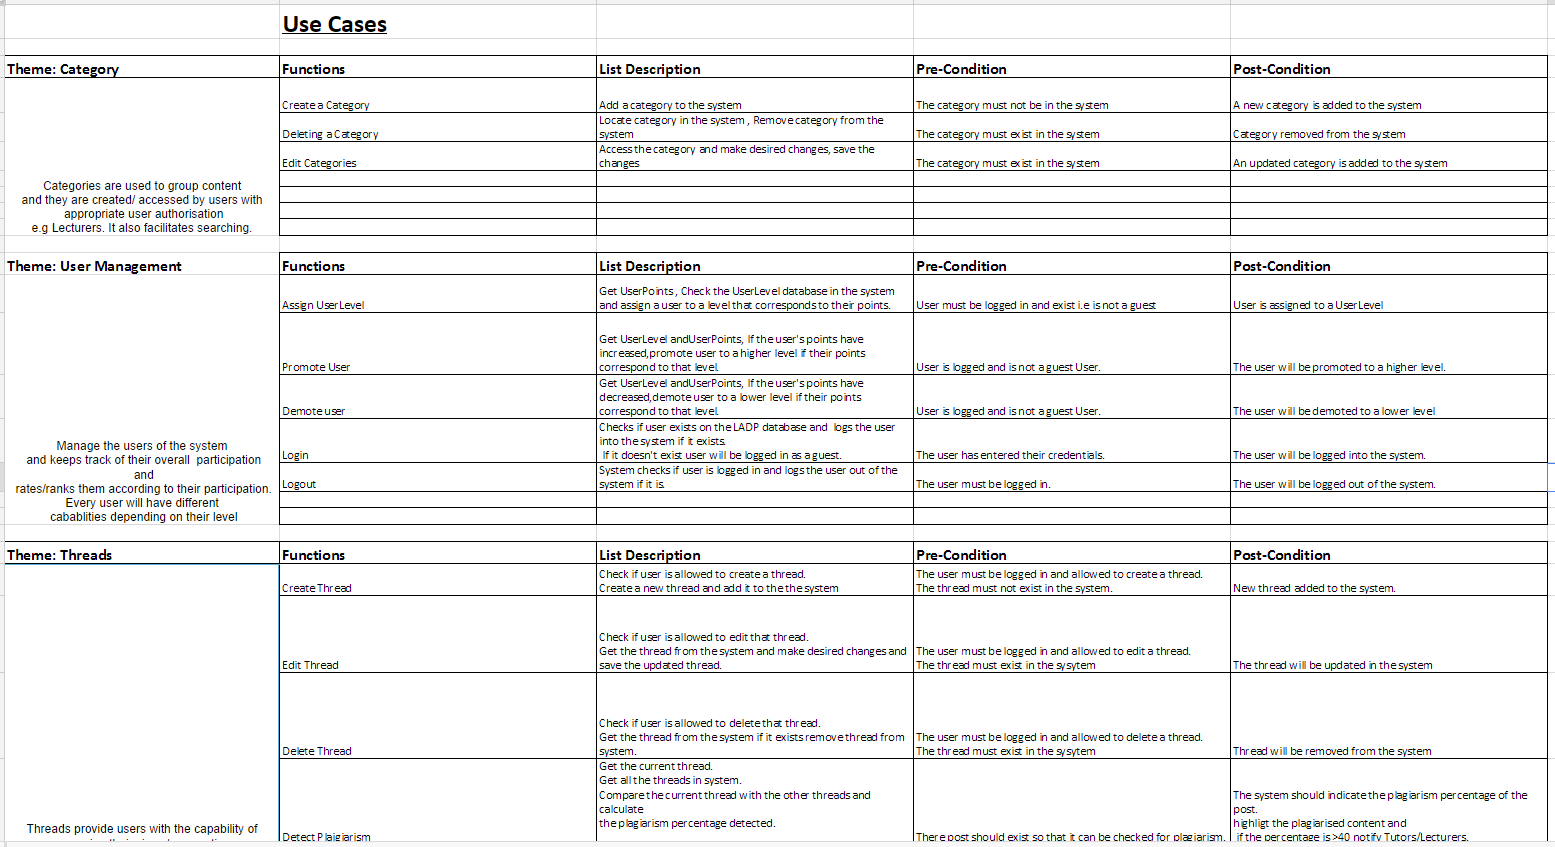 Use Cases
Theme: Category Functions List Description Pre-Condition Post-Condition
Create a Category Add a category to the system The category must not be in the system A new category is added to the system
Locate category in the system , Remove category from the
Deleting a Category system The category must exist in the system Category removed from the system
Access the category and make desired changes, save the
Edit Categories changes The category must exist in the system An updated category is added to the system
Categories are used to group content
and they are created/ accessed by users with
appropriate user authorisation
e.g Lecturers. It also facilitates searching.
Theme: User Management Functions List Description Pre-Condition Post-Condition
Get UserPoints , Check the UserLevel database in the system
Assign UserLevel and assign a user to a level that corresponds to their points. User must be logged in and exist i.e is not a guest User is assigned to a UserLevel
Get UserLevel andUserPoints, If the user's points have
increased,promote user to a higher level if their points
Promote User correspond to that level. User is logged and is not a guest User. The user will be promoted to a higher level.
Get UserLevel andUserPoints, If the user's points have
decreased,demote user to a lower level if their points
Demote user correspond to that level. User is logged and is not a guest User. The user will be demoted to a lower level
Checks if user exists on the LADP database and logs the user
into the system if it exists.
Login If it doesn't exist user will be logged in as a guest. The user has entered their credentials. The user will be logged into the system.
System checks if user is logged in and logs the user out of the
Logout system if it is. The user must be logged in. The user will be logged out of the system.
Manage the users of the system
and keeps track of their overall participation
and
rates/ranks them according to their participation.
Every user will have different
cabablities depending on their level
Theme: Threads Functions List Description Pre-Condition Post-Condition
Check if user is allowed to create a thread. The user must be logged in and allowed to create a thread.
Create Thread Create a new thread and add it to the the system The thread must not exist in the system. New thread added to the system.
Check if user is allowed to edit that thread.
Get the thread from the system and make desired changes and The user must be logged in and allowed to edit a thread.
Edit Thread save the updated thread. The thread must exist in the sysytem The thread will be updated in the system
Check if user is allowed to delete that thread.
Get the thread from the system if it exists remove thread from The user must be logged in and allowed to delete a thread.
Delete Thread system. The thread must exist in the sysytem Thread will be removed from the system
Get the current thread.
Get all the threads in system.
Compare the current thread with the other threads and The system should indicate the plagiarism percentage of the
calculate post.
the plagiarism percentage detected. highligt the plagiarised content and
Threads provide users with the capability of
Detect Plaigiarism There post should exist so that it can be checked for plagiarism. if the percentage is >40 notify Tutors/Lecturers.